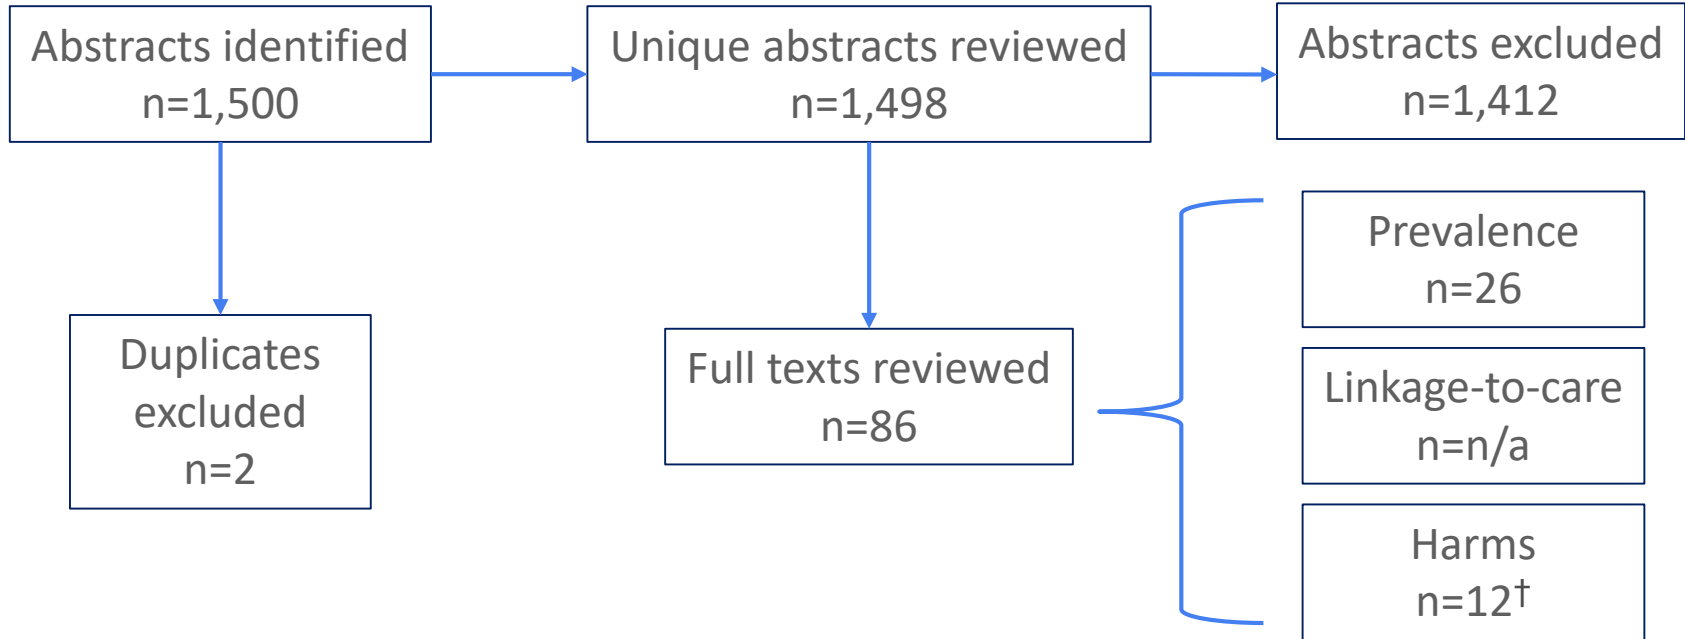 Abstracts identified
n=1,500
Unique abstracts reviewed
n=1,498
Abstracts excluded
n=1,412
Duplicates
excluded
n=2
Full texts reviewed
n=86
Prevalence
n=26
Linkage-to-care
n=n/a
Harms
n=12†